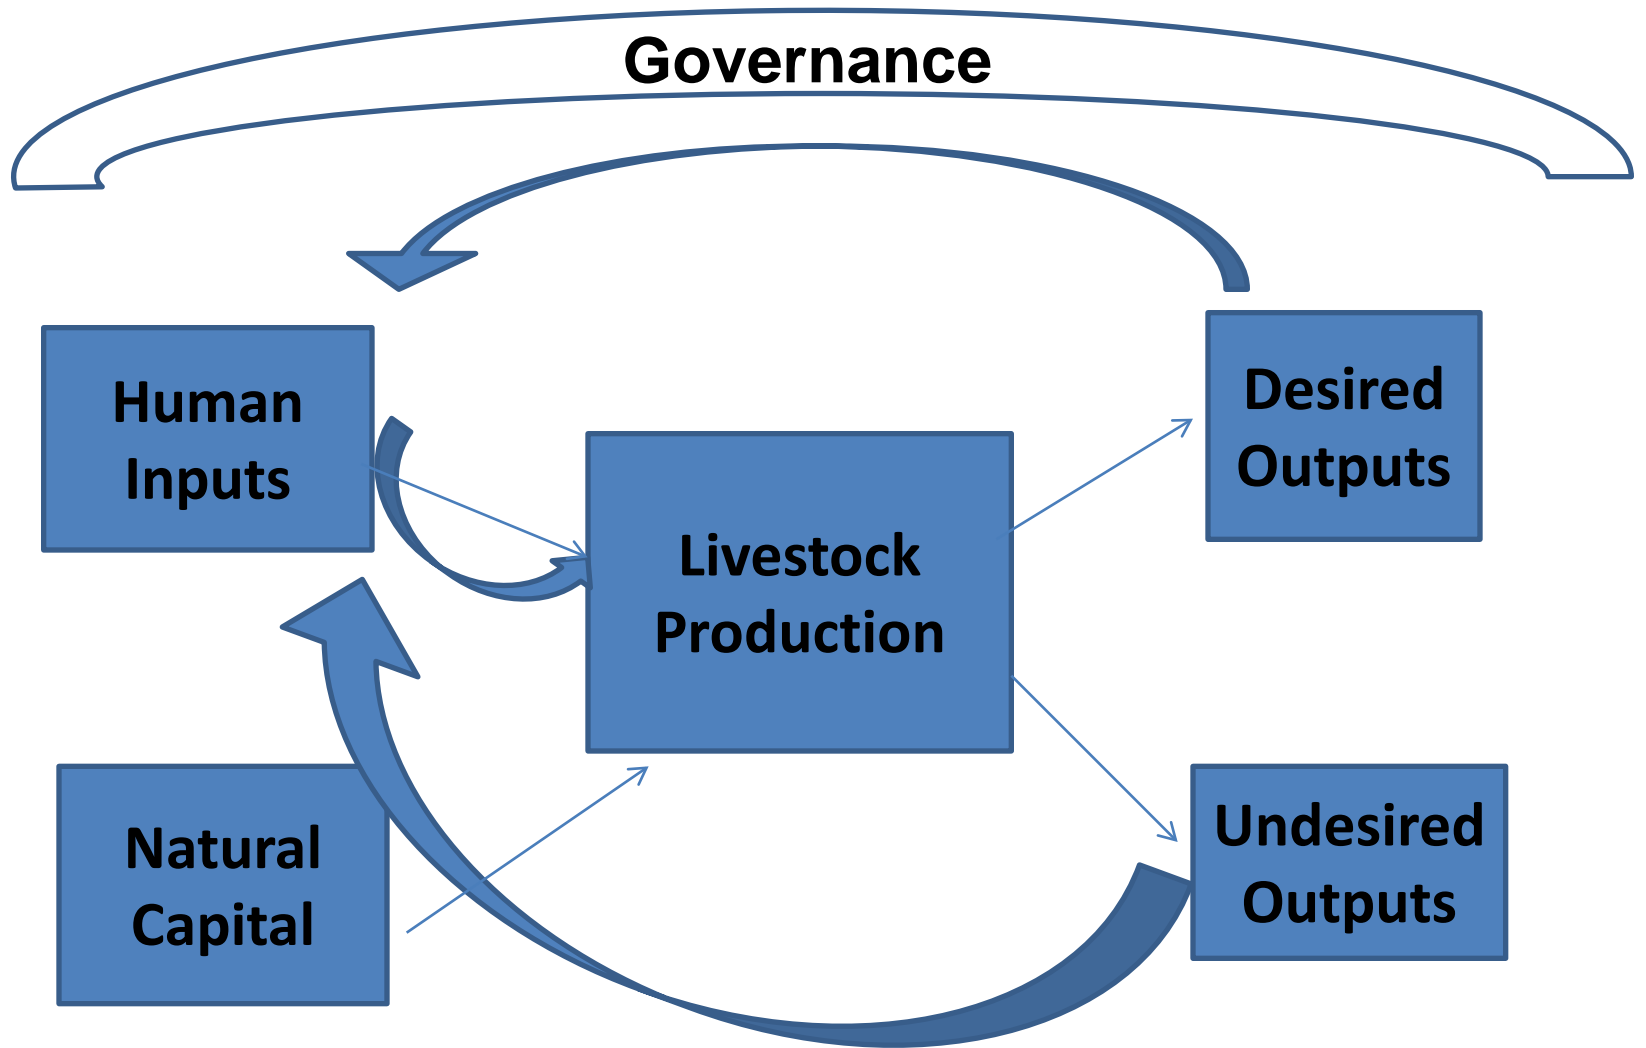 Governance
Human
Inputs
Desired
Outputs
Livestock
Production
Natural
Capital
Undesired
Outputs